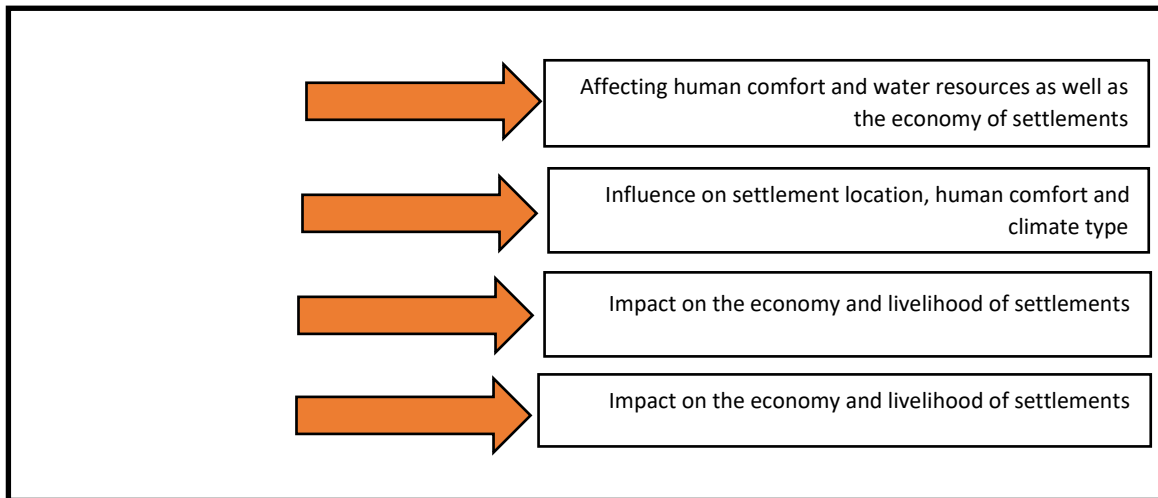 Affecting human comfort and water resources as well as
the economy of settlements
Influence on settlement location, human comfort and
climate type
Impact on the economy and livelihood of settlements
Impact on the economy and livelihood of settlements